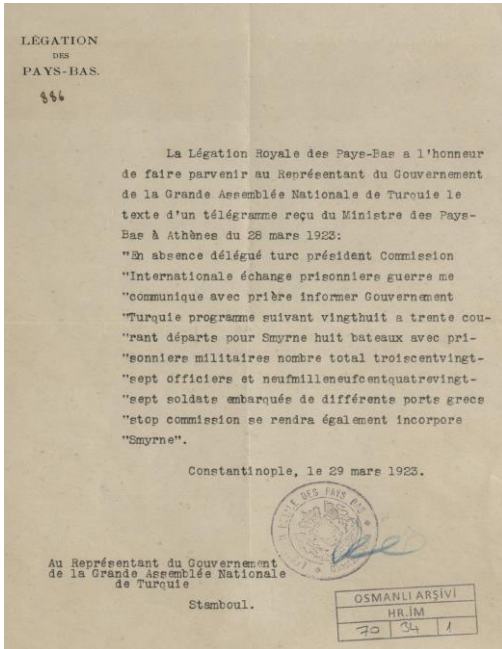 LÉGATION
DES
PAYS-BAS.
886
La Légation Royale des Pays-Bas a l'honneur
de faire parvenir au Représentant du Gouvernement
de la Grande Assemblée Nationale de Turquie le
texte d'un télégramme reçu du Ministre des Pays-
Bas à Athènes du 28 mars 1923:
"En absence délégué turc président Commission
"Internationale échange prisonniers guerre me
"communique avec prière informer Gouvernement
"Turquie programme suivant vingthuit a trente cou-
"rant départs pour Smyrne huit bateaux avec pri-
"sonniers militaires nombre total troiscentvingt-
"sept officiers et neufmilleneufcentquatrevingt-
"sept soldats embarqués de différents ports grecs
"stop commission se rendra également incorpore
"Smyrne".
Constantinople, le 29 mars 1923.
DES PAYS BAS
Au Représentant du Gouvernement
de la Grande Assemblée Nationale
de Turquie
Stamboul.
OSMANLI ARŞİVİ
HR.İM
70 34 1